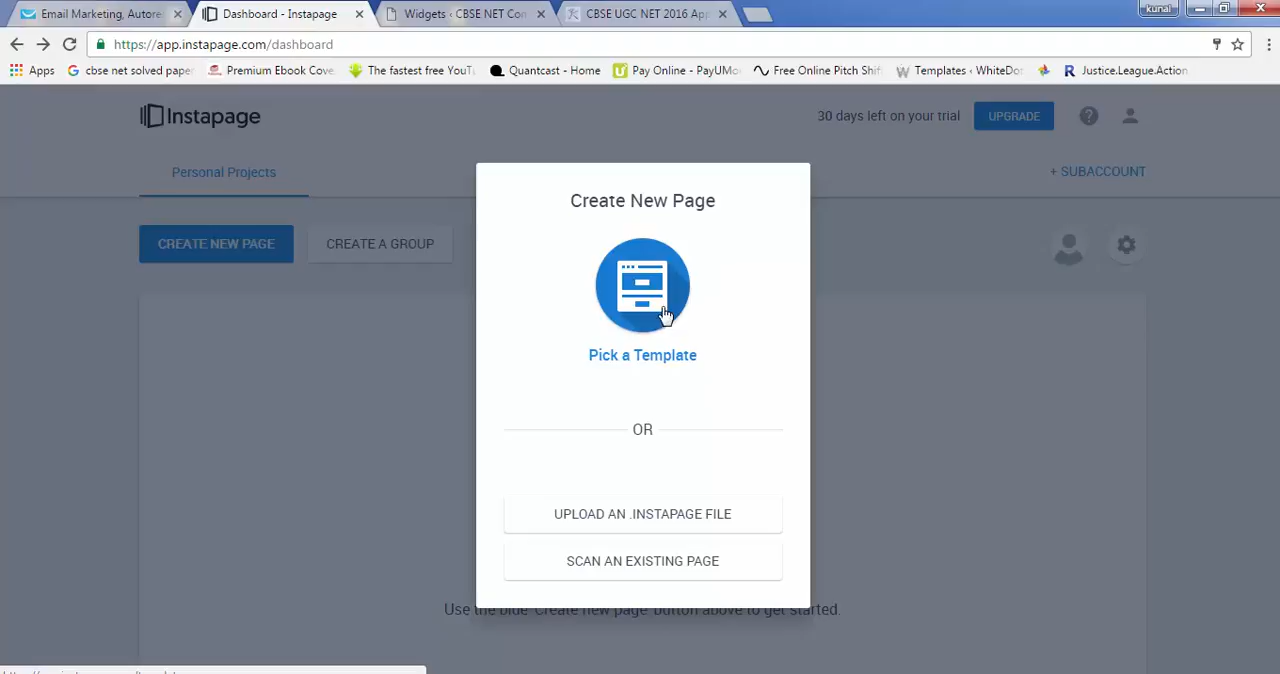 Email Marketing, Autores
Dashboard - Instapage
Widgets ‹ CBSE NET Con
CBSE UGC NET 2016 App
kunal
https://app.instapage.com/dashboard
Apps
cbse net solved pape
Premium Ebook Cove
The fastest free YouT
Quantcast - Home
Pay Online - PayUMo
Free Online Pitch Shif
Templates ‹ WhiteDo
Justice.League.Action
Instapage
30 days left on your trial
UPGRADE
Personal Projects
+ SUBACCOUNT
CREATE NEW PAGE
CREATE A GROUP
Create New Page
Pick a Template
OR
UPLOAD AN .INSTAPAGE FILE
SCAN AN EXISTING PAGE
Use the blue 'Create new page' button above to get started.